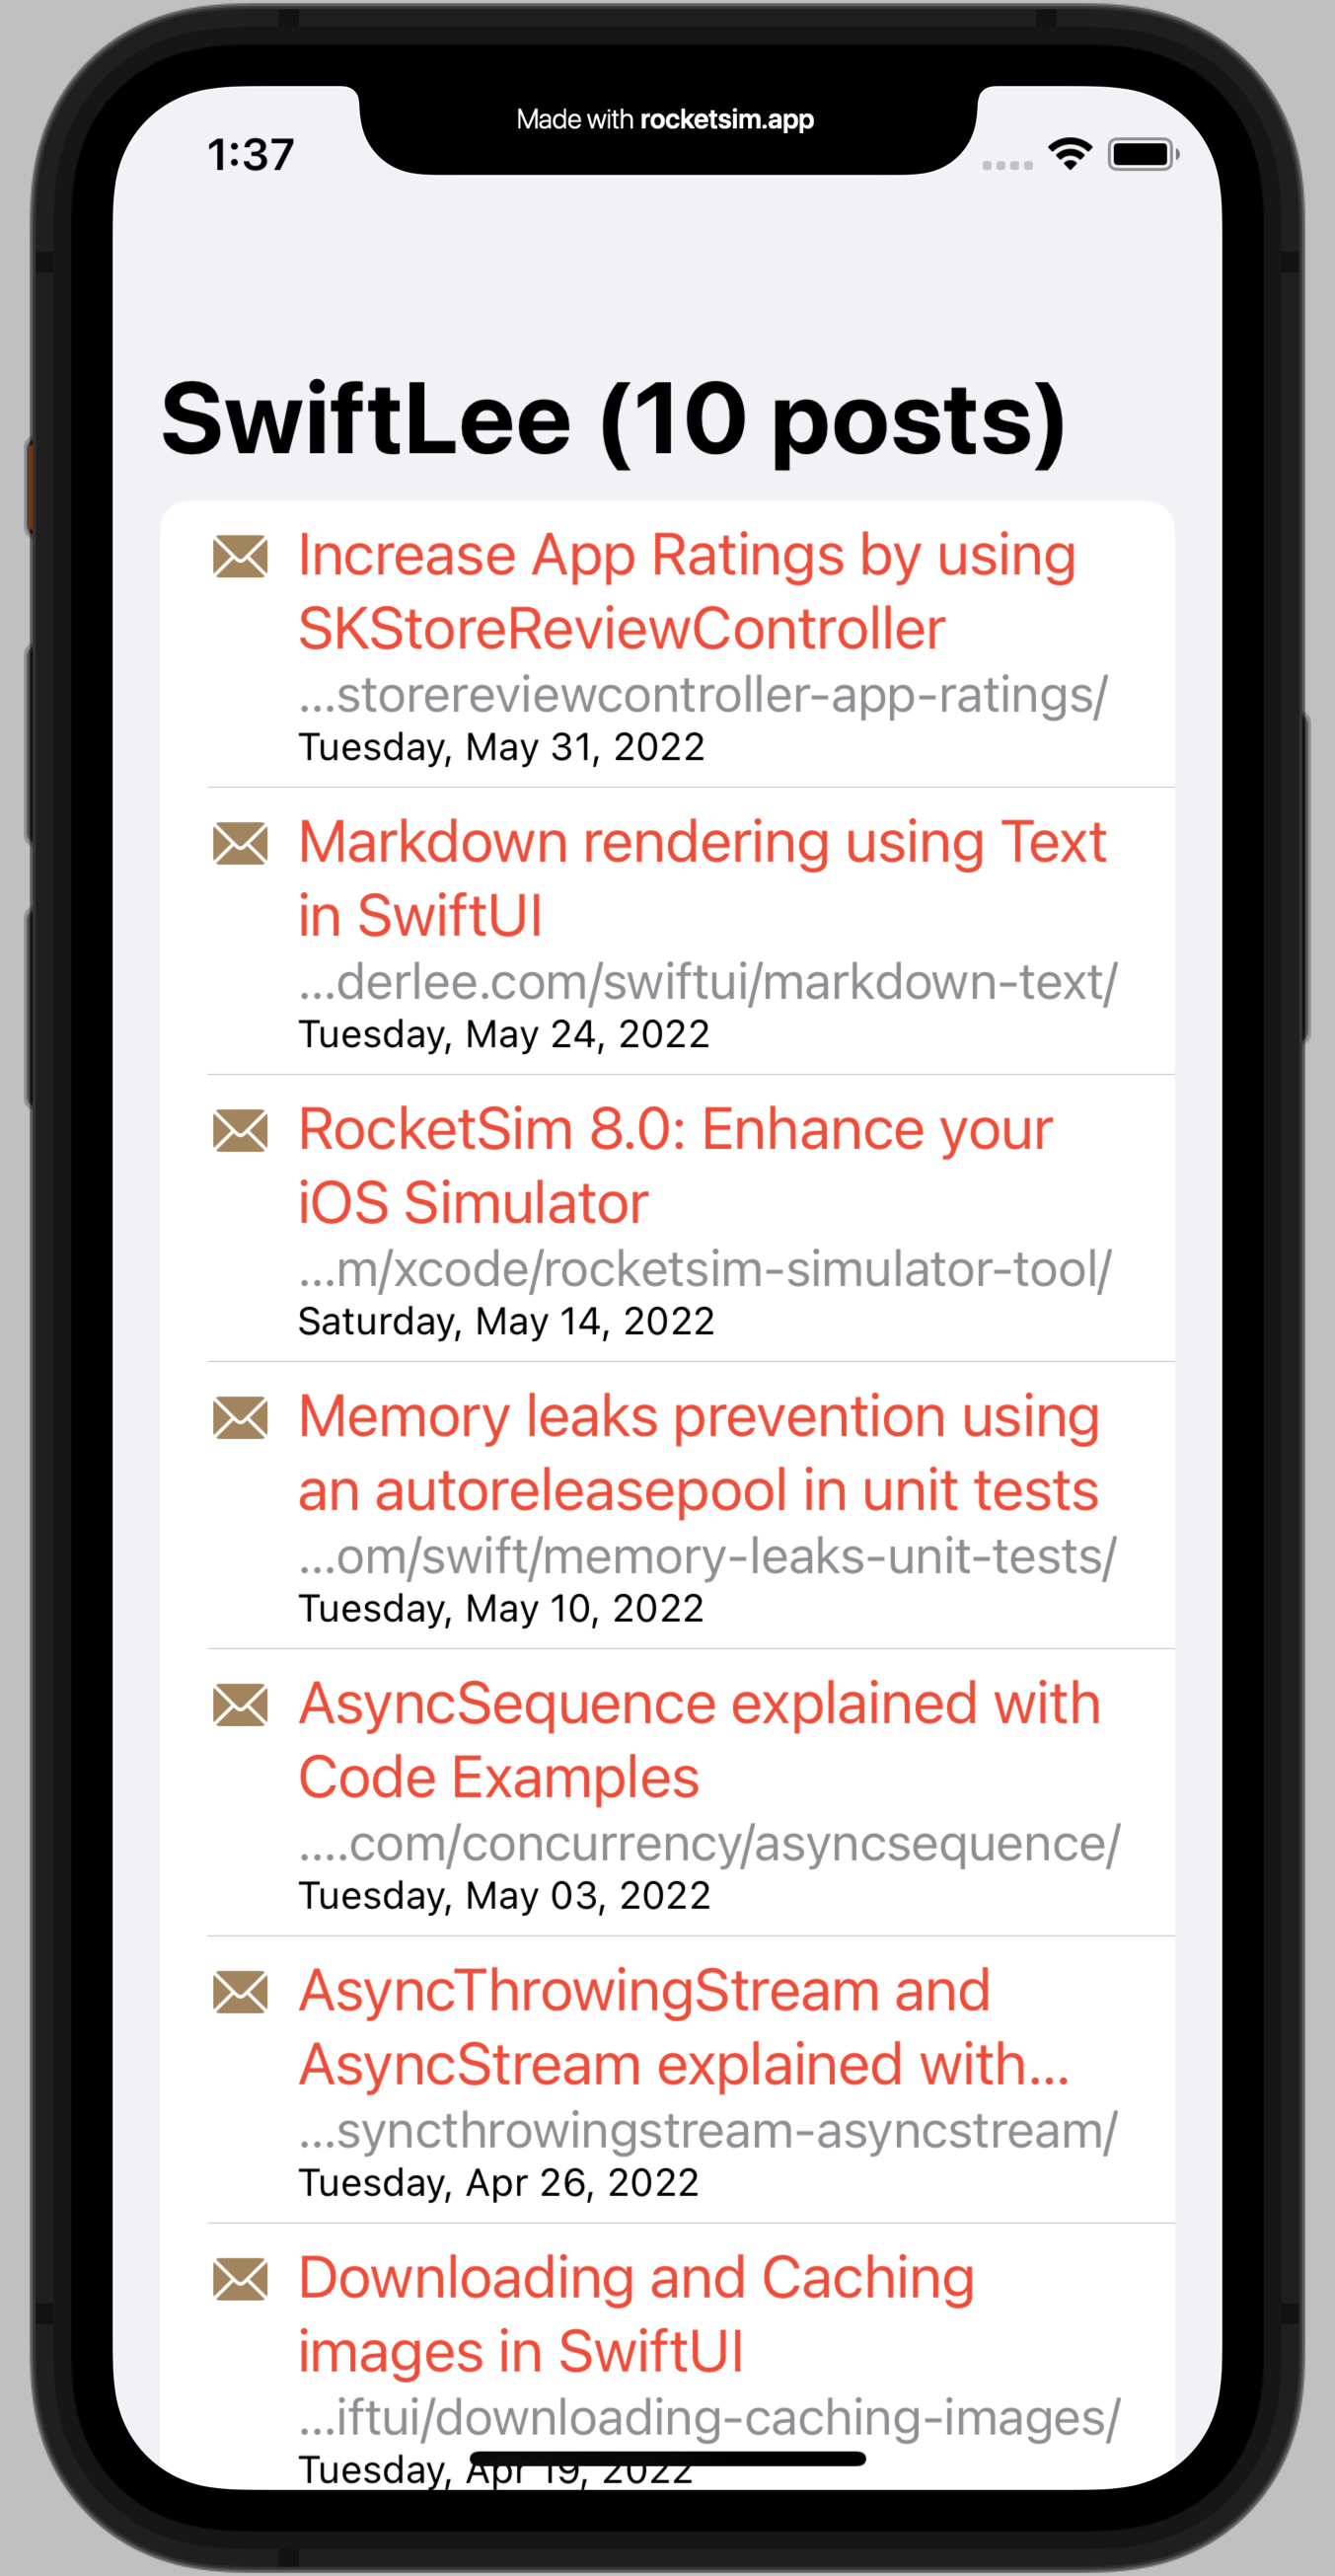 Made with rocketsim.app
1:37
SwiftLee (10 posts)
Increase App Ratings by using
SKStoreReviewController
...storereviewcontroller-app-ratings/
Tuesday, May 31, 2022
Markdown rendering using Text
in SwiftUI
...derlee.com/swiftui/markdown-text/
Tuesday, May 24, 2022
RocketSim 8.0: Enhance your
iOS Simulator
...m/xcode/rocketsim-simulator-tool/
Saturday, May 14, 2022
Memory leaks prevention using
an autoreleasepool in unit tests
...om/swift/memory-leaks-unit-tests/
Tuesday, May 10, 2022
AsyncSequence explained with
Code Examples
....com/concurrency/asyncsequence/
Tuesday, May 03, 2022
AsyncThrowingStream and
AsyncStream explained with...
...syncthrowingstream-asyncstream/
Tuesday, Apr 26, 2022
Downloading and Caching
images in SwiftUI
...iftui/downloading-caching-images/
Tuesday, Apr 19, 2022